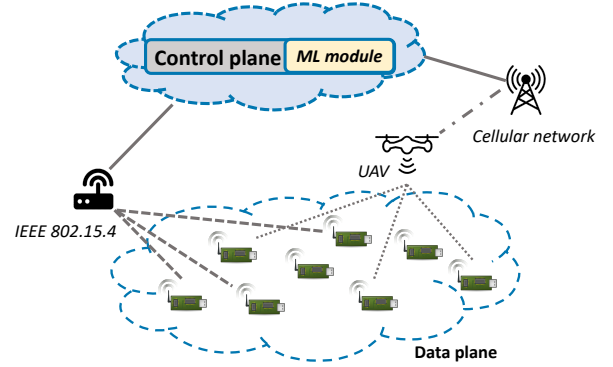 Control plane
ML module
Cellular network
UAV
IEEE 802.15.4
Data plane